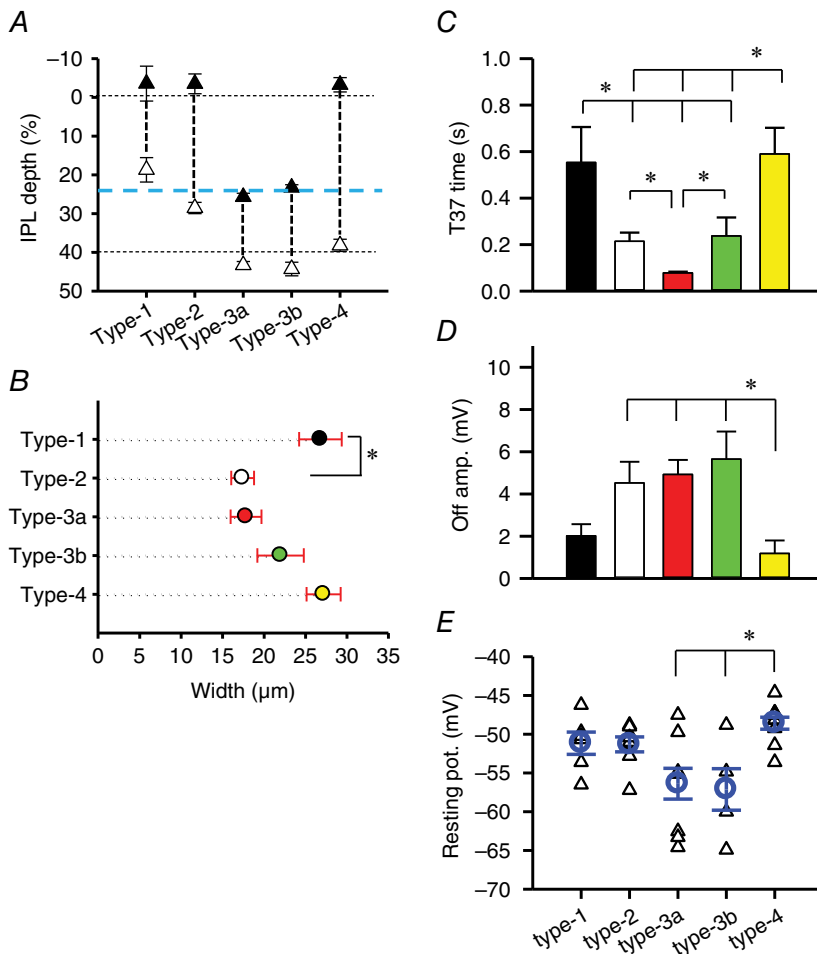 A
IPL depth (%)
–10
0
10
20
30
40
50
Type-1
Type-2
Type-3a
Type-3b
Type-4
B
Type-1
Type-2
Type-3a
Type-3b
Type-4
*
0
5
10
15
20
25
30
35
Width (µm)
C
T37 time (s)
1.0
0.8
0.6
0.4
0.2
0.0
*
*
*
*
D
Off amp. (mV)
10
8
6
4
2
0
*
E
Resting pot. (mV)
–40
–45
–50
–55
–60
–65
–70
*
type-1
type-2
type-3a
type-3b
type-4